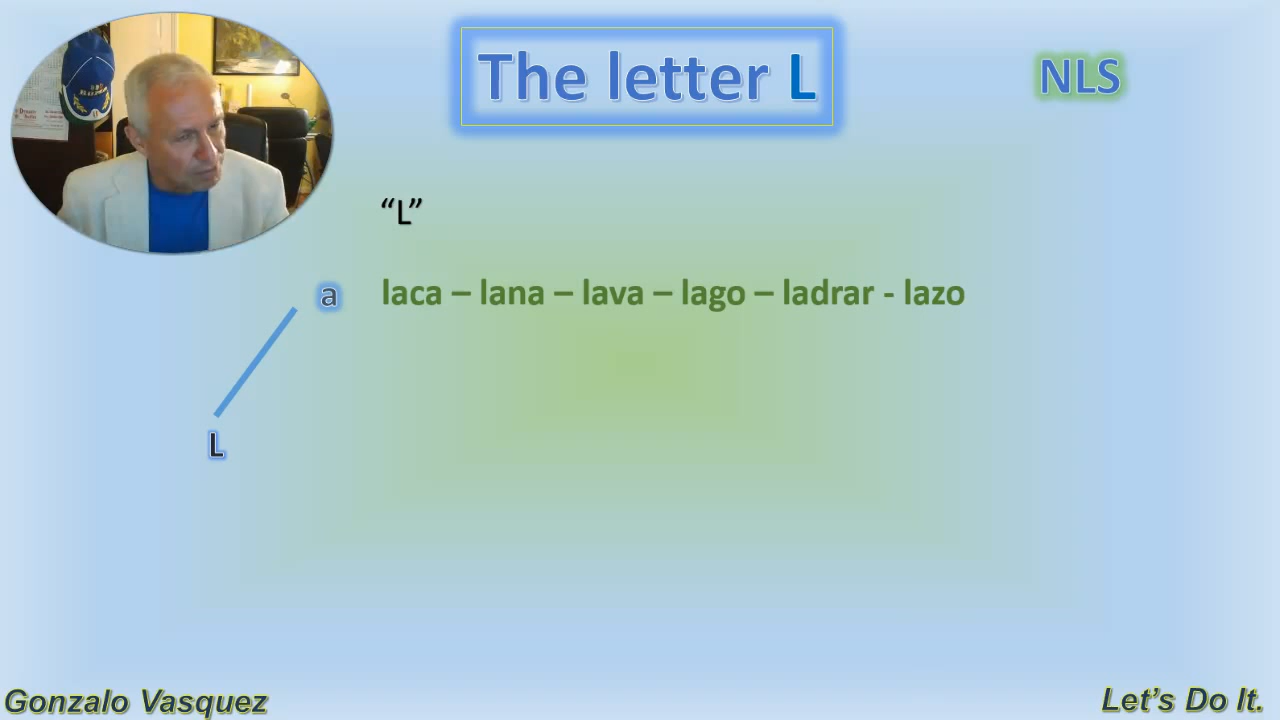 The letter L
NLS
“L”
a laca – lana – lava – lago – ladrar - lazo
L
Gonzalo Vasquez
Let’s Do It.